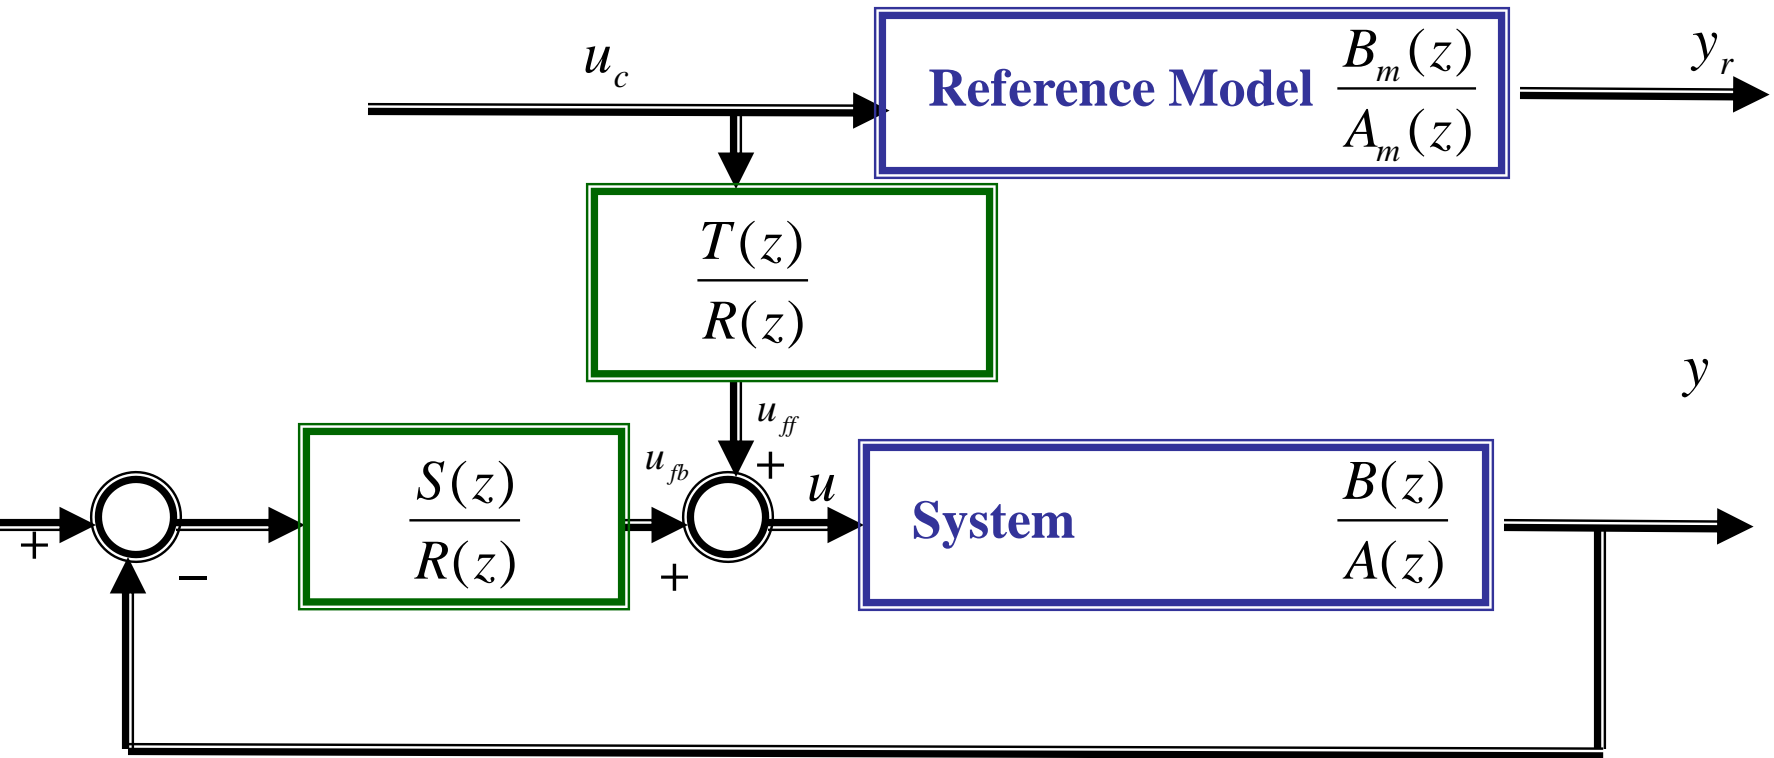 u_c
Reference Model B_m(z) / A_m(z)
y_r
T(z) / R(z)
y
u_ff
+
u_fb
u
S(z) / R(z)
System B(z) / A(z)
+
−
+